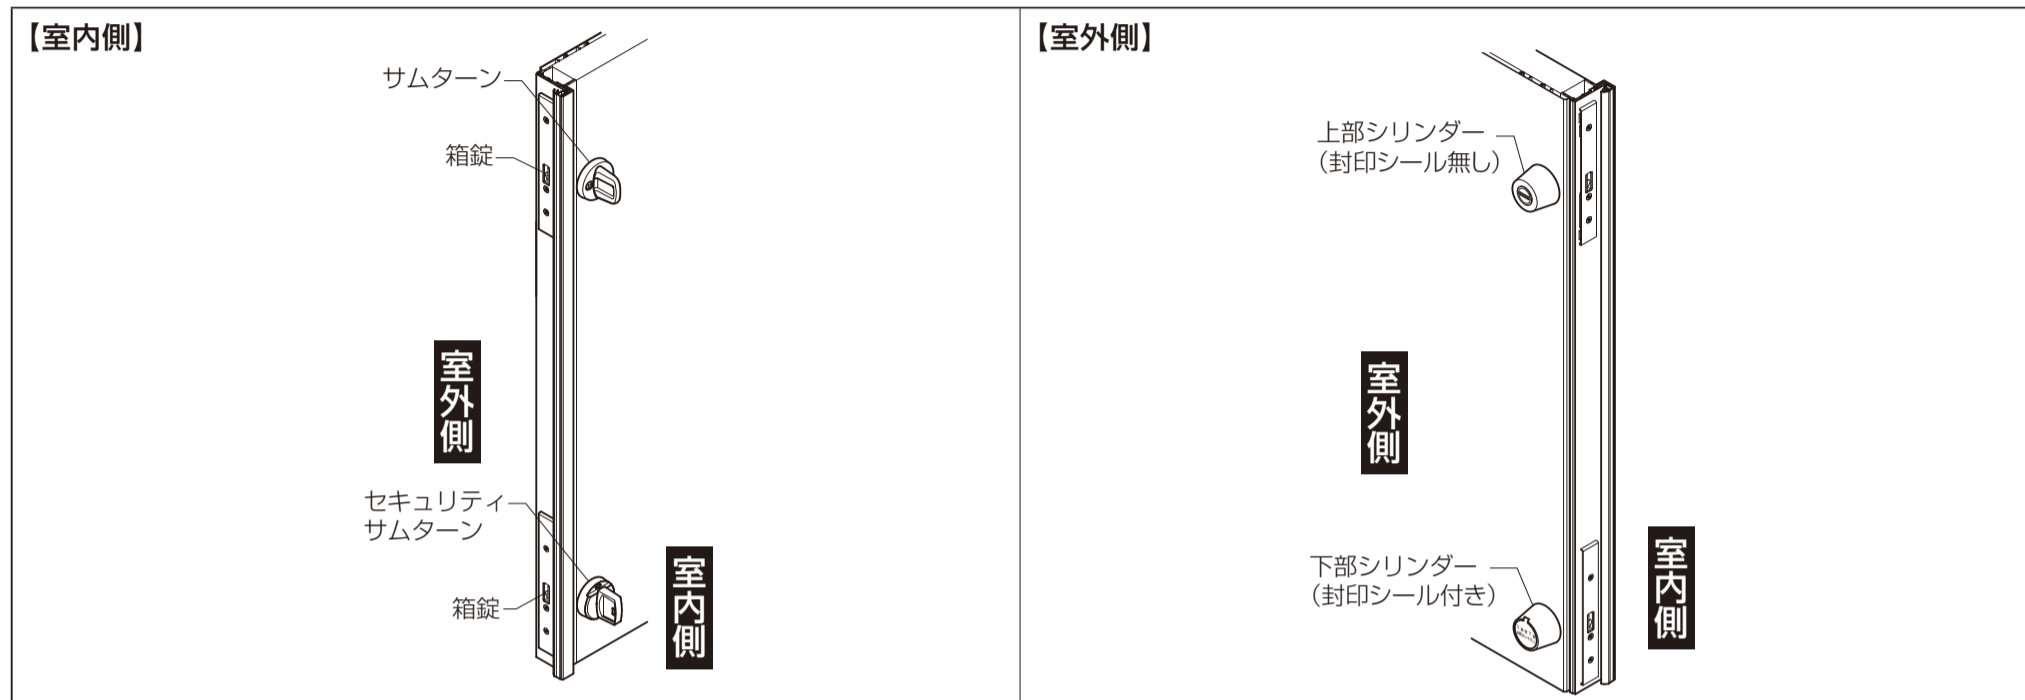 【室内側】
サムターン
箱錠
室外側
セキュリティ
サムターン
箱錠
室内側
【室外側】
上部シリンダー
（封印シール無し）
室外側
下部シリンダー
（封印シール付き）
室内側